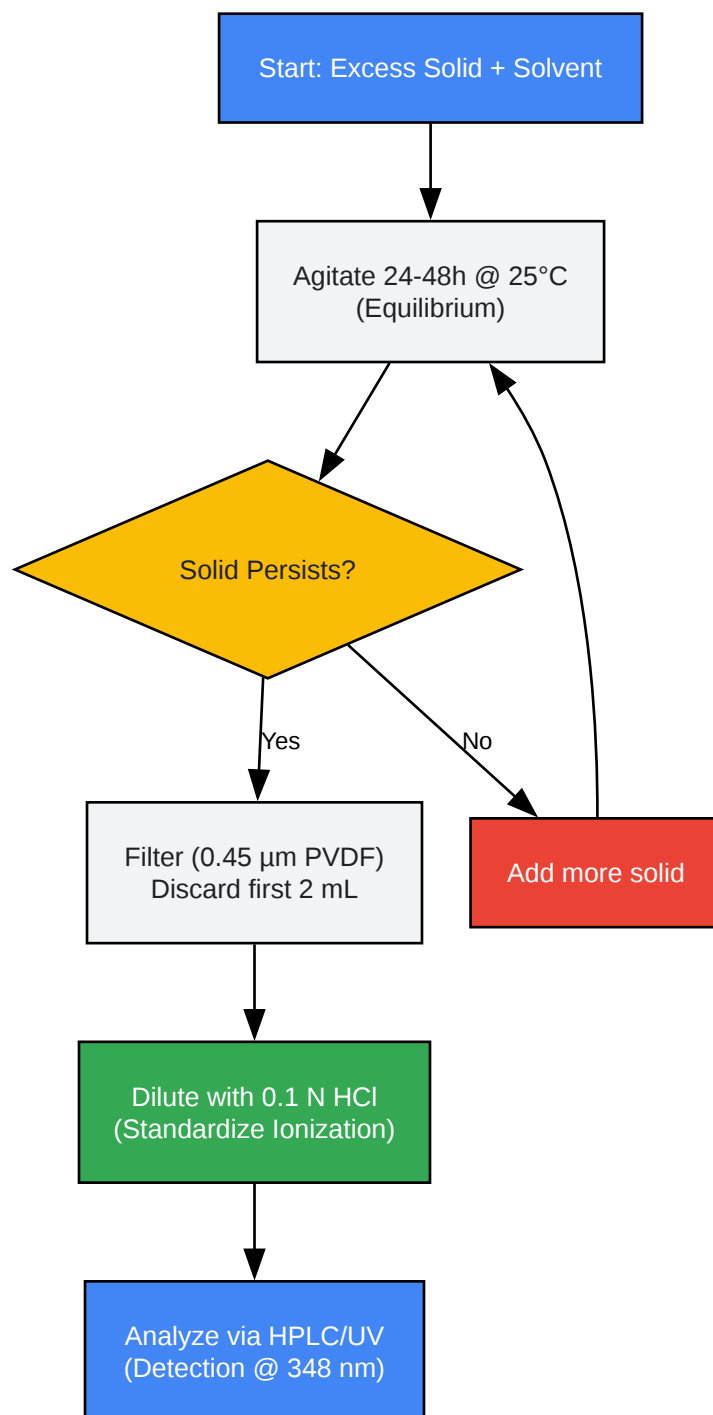 Start: Excess Solid + Solvent
Agitate 24-48h @ 25°C
(Equilibrium)
Solid Persists?
Yes
No
Filter (0.45 µm PVDF)
Discard first 2 mL
Add more solid
Dilute with 0.1 N HCl
(Standardize Ionization)
Analyze via HPLC/UV
(Detection @ 348 nm)